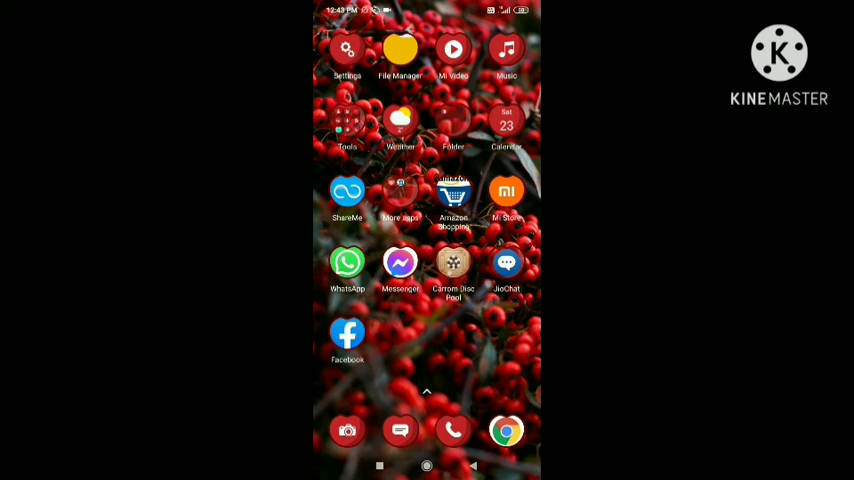 12:43 PM
K
KINEMASTER
Settings
File Manager
Mi Video
Music
Sat
23
Tools
Weather
Folder
Calendar
ShareMe
More apps
Amazon
Shopping
Mi Store
WhatsApp
Messenger
Carrom Disc
Pool
JioChat
Facebook